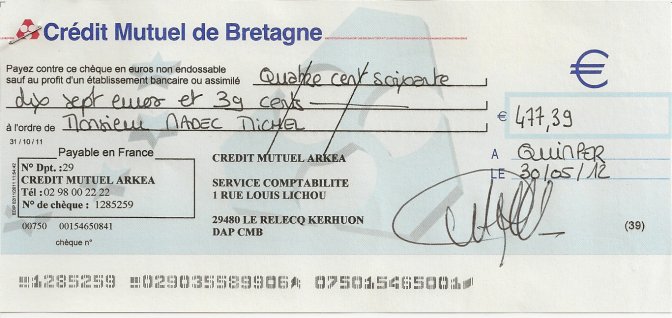 Crédit Mutuel de Bretagne
Payez contre ce chèque en euros non endossable
sauf au profit d'un établissement bancaire ou assimilé Quatre cent soixante
dix sept euros et 39 cents
à l'ordre de Monsieur MADEC MICHEL
€ 477,39
31/10/11
Payable en France
N° Dpt. :29
CREDIT MUTUEL ARKEA
Tél : 02 98 00 22 22
N° de chèque : 1285259
00750 00154650841
chèque n°
CREDIT MUTUEL ARKEA
SERVICE COMPTABILITE
1 RUE LOUIS LICHOU
29480 LE RELECQ KERHUON
DAP CMB
A QUIMPER
LE 30/05/12
(39)
1285259 029035589906 075015465001